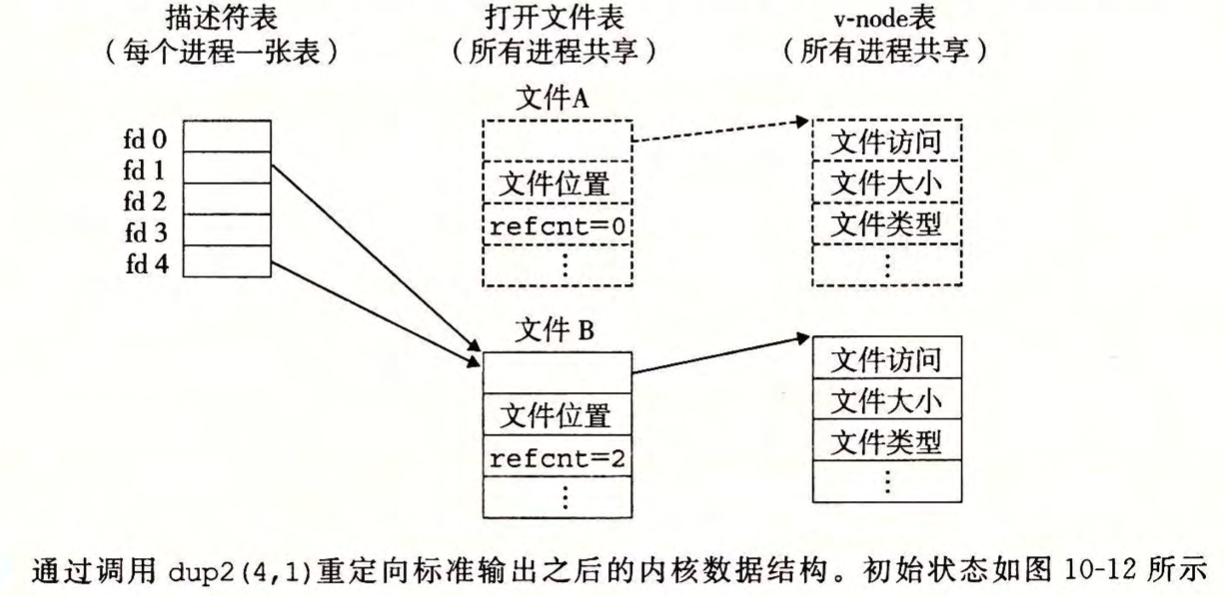 描述符表
（每个进程一张表）
打开文件表
（所有进程共享）
v-node表
（所有进程共享）
fd 0
fd 1
fd 2
fd 3
fd 4
文件A
文件位置
refcnt=0
⋮
文件访问
文件大小
文件类型
⋮
文件 B
文件位置
refcnt=2
⋮
文件访问
文件大小
文件类型
⋮
通过调用 dup2(4,1)重定向标准输出之后的内核数据结构。初始状态如图 10-12 所示